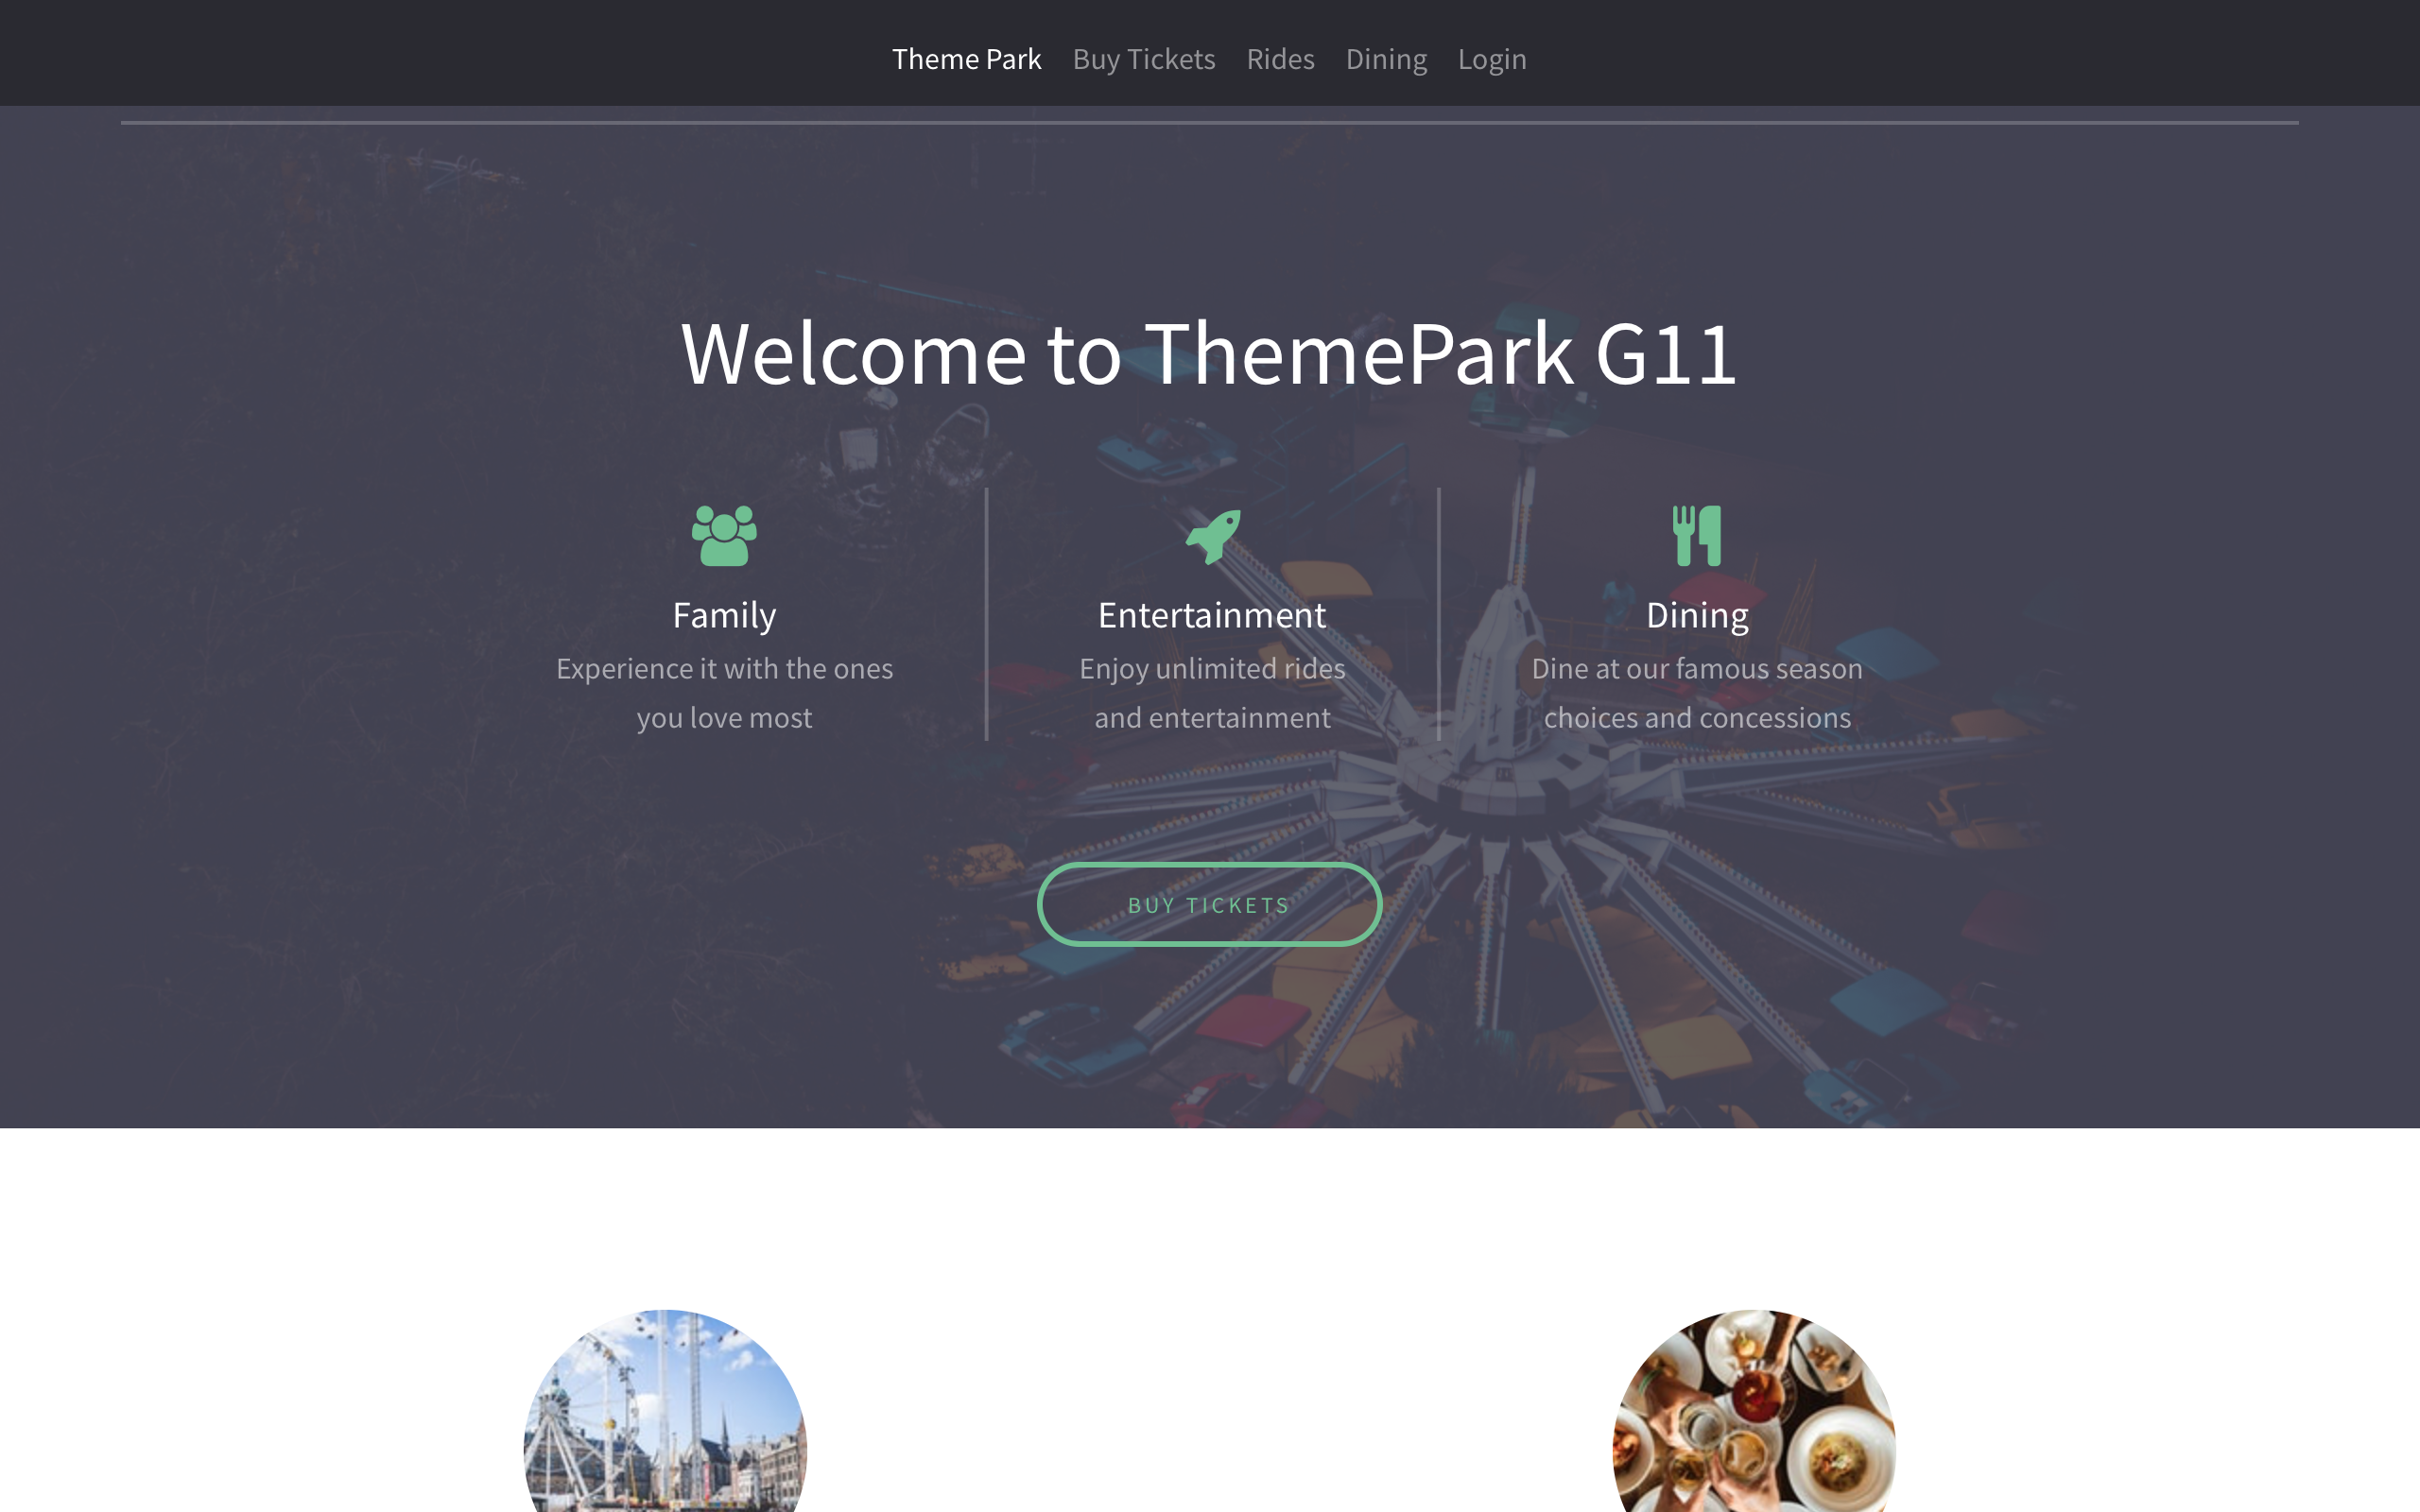 Theme Park Buy Tickets Rides Dining Login
Welcome to ThemePark G11
Family
Experience it with the ones
you love most
Entertainment
Enjoy unlimited rides
and entertainment
Dining
Dine at our famous season
choices and concessions
BUY TICKETS